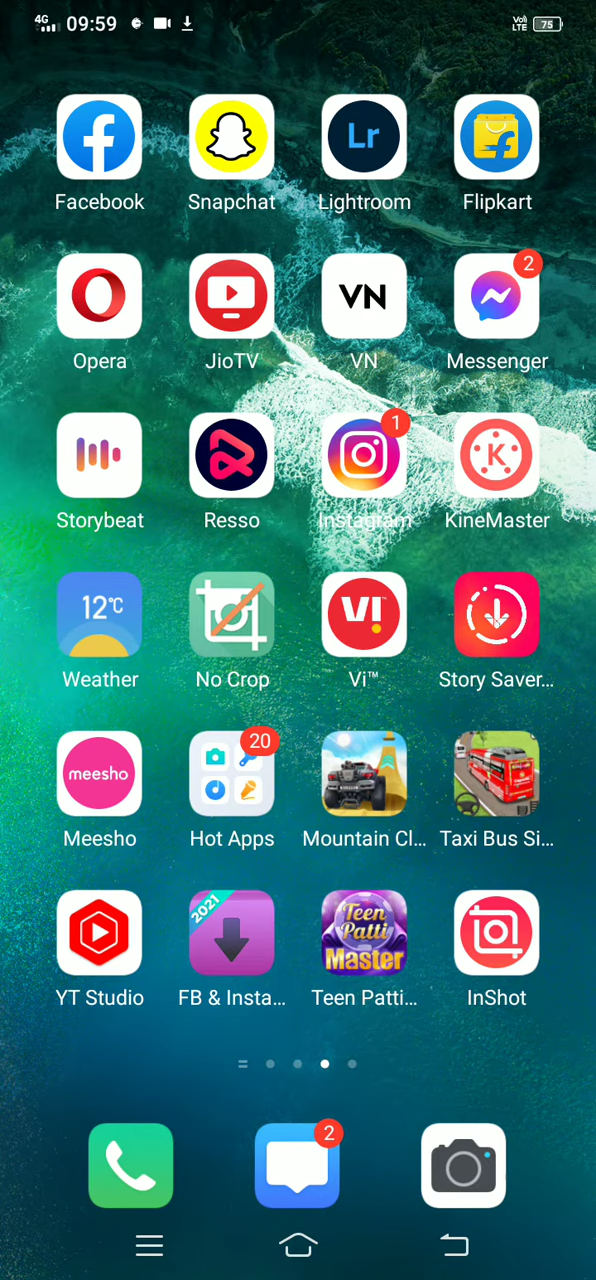 4G 09:59 Vo) LTE 75
Facebook Snapchat Lightroom Flipkart
2
Opera JioTV VN Messenger
1
Storybeat Resso Instagram KineMaster
12°C
Weather No Crop Vi™ Story Saver...
20
Meesho Hot Apps Mountain Cl... Taxi Bus Si...
YT Studio FB & Insta... Teen Patti... InShot
2
Lr
VN
K
VI
meesho
2021
Teen
Patti
Master